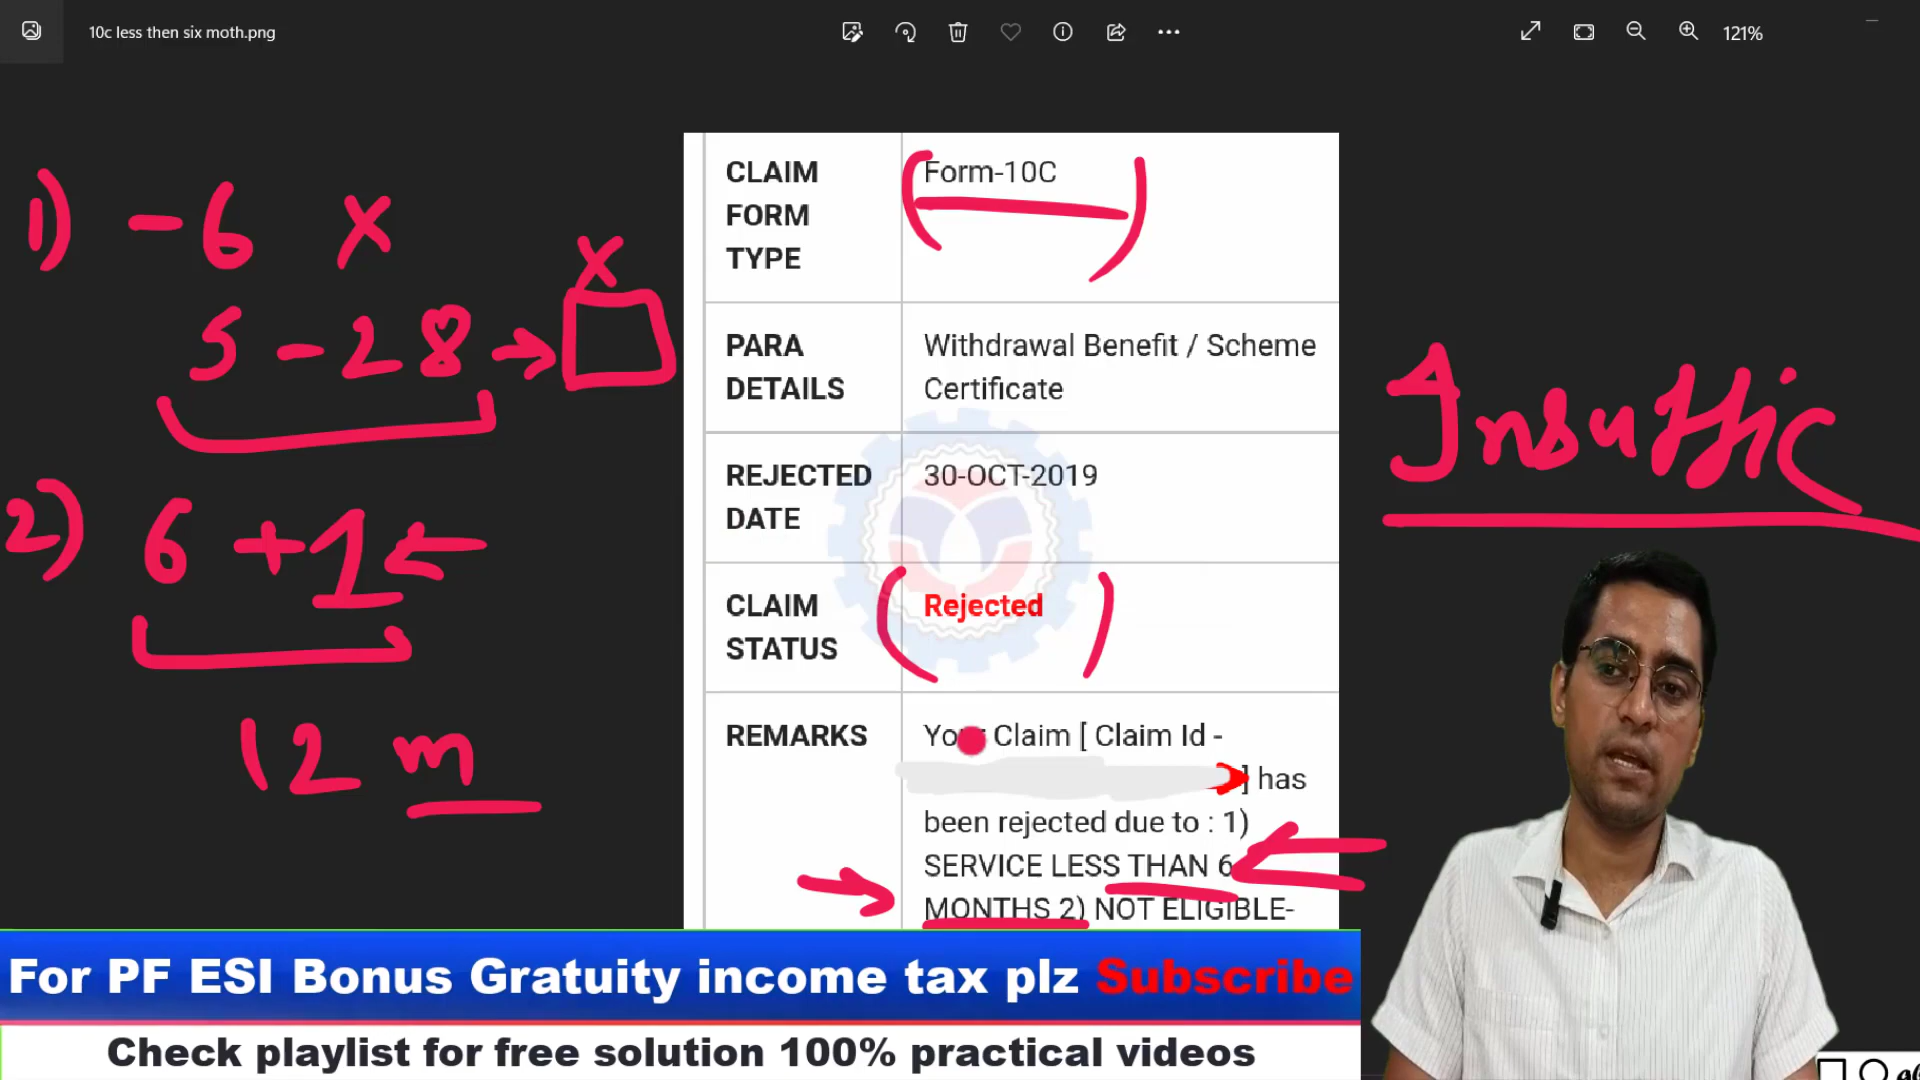 10c less then six moth.png
121%
1) -6 X
X
5-28 →
2) 6+1 ←
12 m
CLAIM FORM TYPE
Form-10C
PARA DETAILS
Withdrawal Benefit / Scheme
Certificate
REJECTED DATE
30-OCT-2019
CLAIM STATUS
Rejected
REMARKS
Claim [ Claim Id -
] has
been rejected due to : 1)
SERVICE LESS THAN 6
MONTHS 2) NOT ELIGIBLE-
Insuffic
For PF ESI Bonus Gratuity income tax plz Subscribe
Check playlist for free solution 100% practical videos